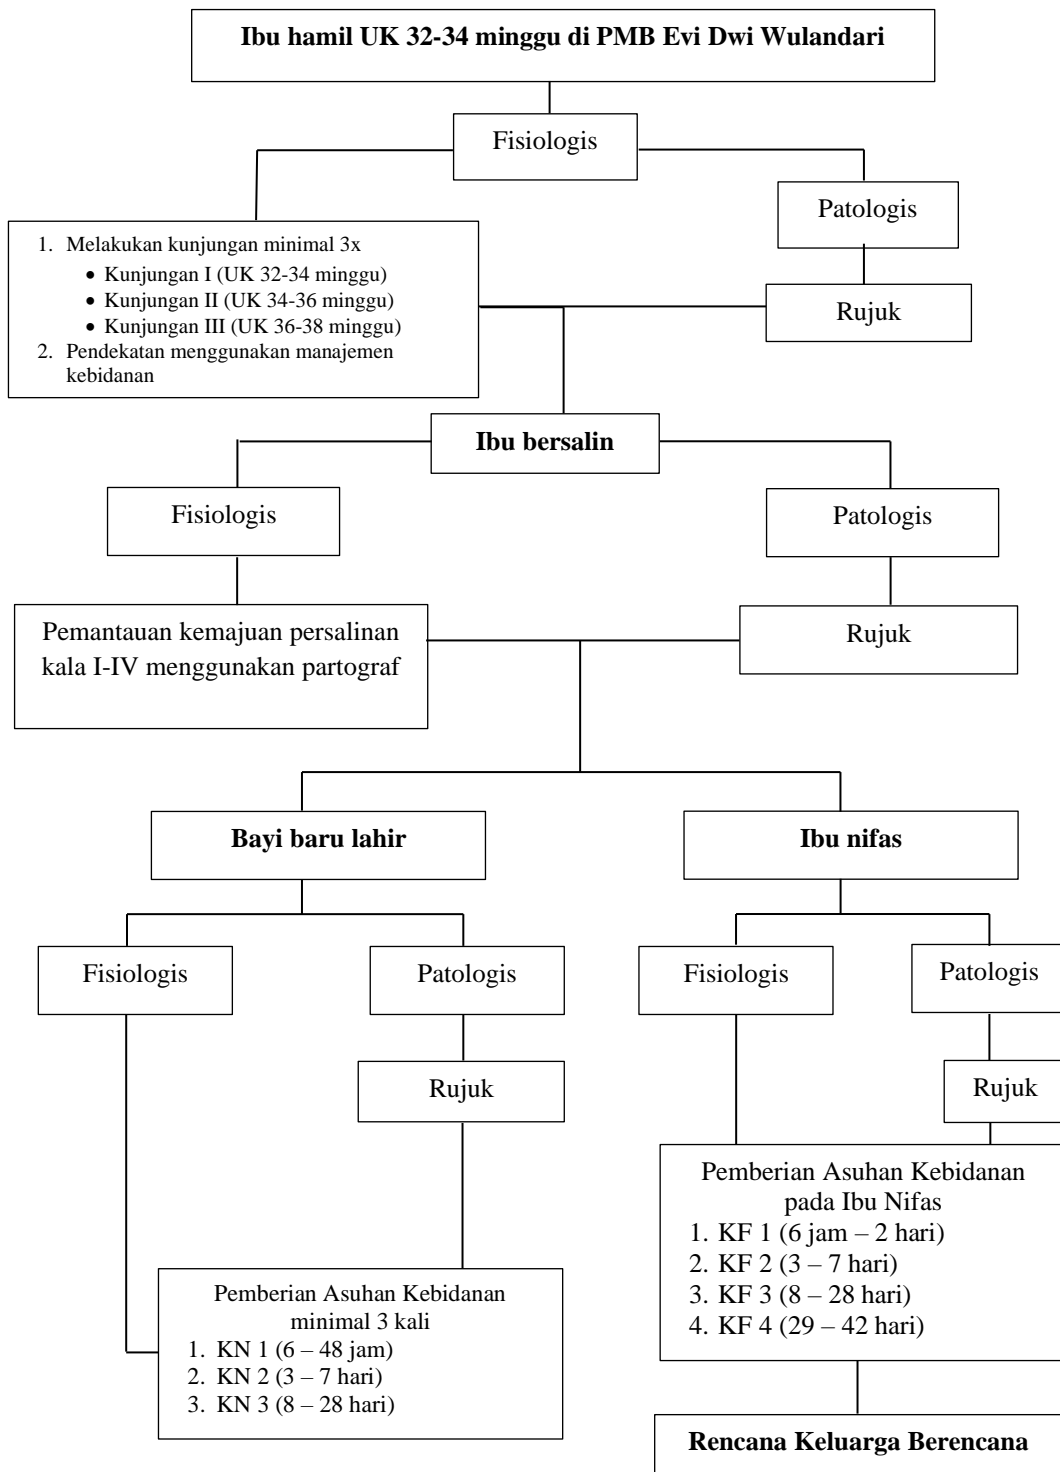 Ibu hamil UK 32-34 minggu di PMB Evi Dwi Wulandari
Fisiologis
Patologis
1. Melakukan kunjungan minimal 3x
• Kunjungan I (UK 32-34 minggu)
• Kunjungan II (UK 34-36 minggu)
• Kunjungan III (UK 36-38 minggu)
2. Pendekatan menggunakan manajemen
kebidanan
Rujuk
Ibu bersalin
Fisiologis
Patologis
Pemantauan kemajuan persalinan
kala I-IV menggunakan partograf
Rujuk
Bayi baru lahir
Ibu nifas
Fisiologis
Patologis
Fisiologis
Patologis
Rujuk
Rujuk
Pemberian Asuhan Kebidanan
minimal 3 kali
1. KN 1 (6 – 48 jam)
2. KN 2 (3 – 7 hari)
3. KN 3 (8 – 28 hari)
Pemberian Asuhan Kebidanan
pada Ibu Nifas
1. KF 1 (6 jam – 2 hari)
2. KF 2 (3 – 7 hari)
3. KF 3 (8 – 28 hari)
4. KF 4 (29 – 42 hari)
Rencana Keluarga Berencana